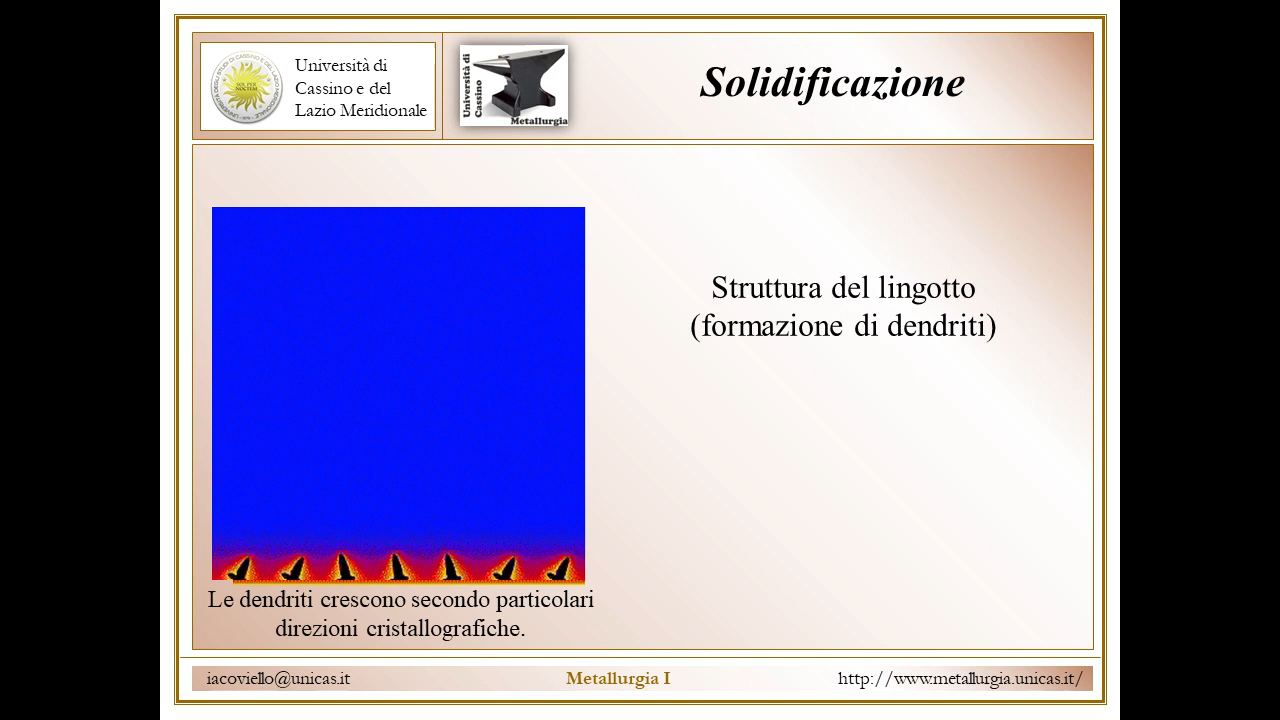 Università di
Cassino e del
Lazio Meridionale
Università di
Cassino
Metallurgia
Solidificazione
Struttura del lingotto
(formazione di dendriti)
Le dendriti crescono secondo particolari
direzioni cristallografiche.
iacoviello@unicas.it
Metallurgia I
http://www.metallurgia.unicas.it/